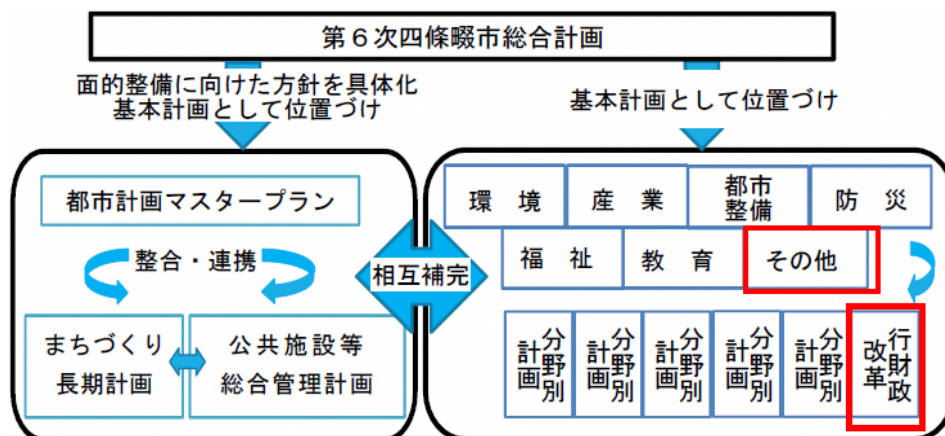 第６次四條畷市総合計画
面的整備に向けた方針を具体化
基本計画として位置づけ
基本計画として位置づけ
都市計画マスタープラン
整合・連携
まちづくり
長期計画
公共施設等
総合管理計画
相互補完
環　境
産　業
都市
整備
防　災
福　祉
教　育
その他
分野別
計画
分野別
計画
分野別
計画
分野別
計画
分野別
計画
行財政
改革